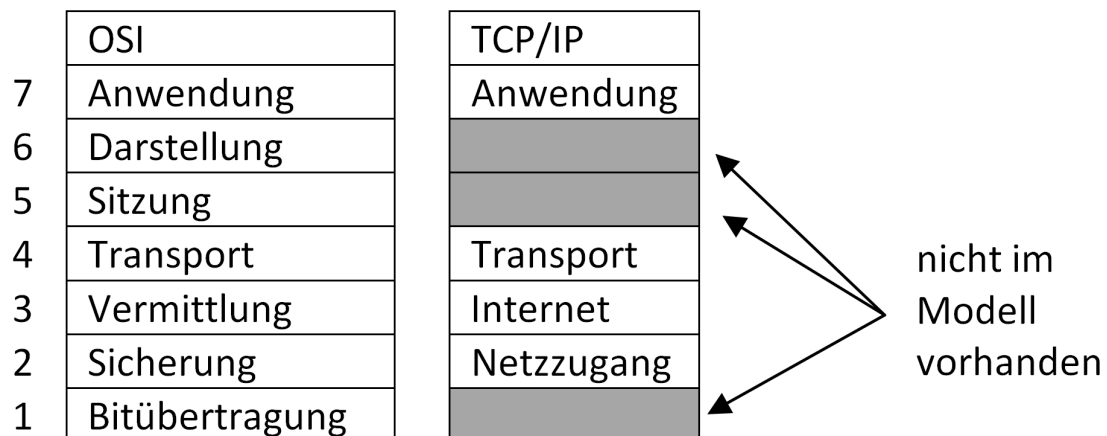 OSI TCP/IP
7 Anwendung Anwendung
6 Darstellung
5 Sitzung
4 Transport Transport
3 Vermittlung Internet
2 Sicherung Netzzugang
1 Bitübertragung
nicht im
Modell
vorhanden